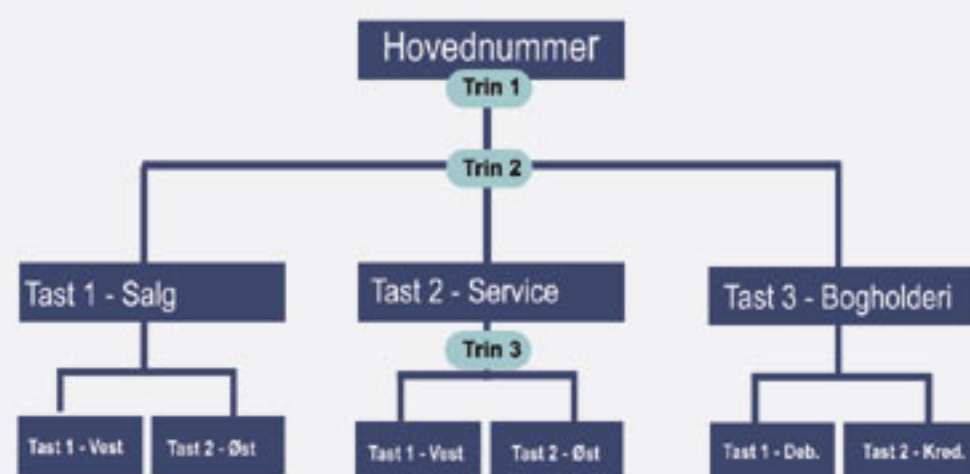 Hovednummer
Trin 1
Trin 2
Tast 1 - Salg
Tast 2 - Service
Tast 3 - Bogholderi
Trin 3
Tast 1 - Vest
Tast 2 - Øst
Tast 1 - Vest
Tast 2 - Øst
Tast 1 - Deb.
Tast 2 - Kred.